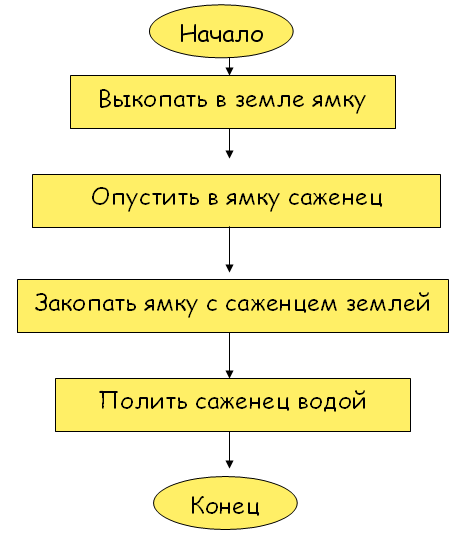 Начало
Выкопать в земле ямку
Опустить в ямку саженец
Закопать ямку с саженцем землей
Полить саженец водой
Конец